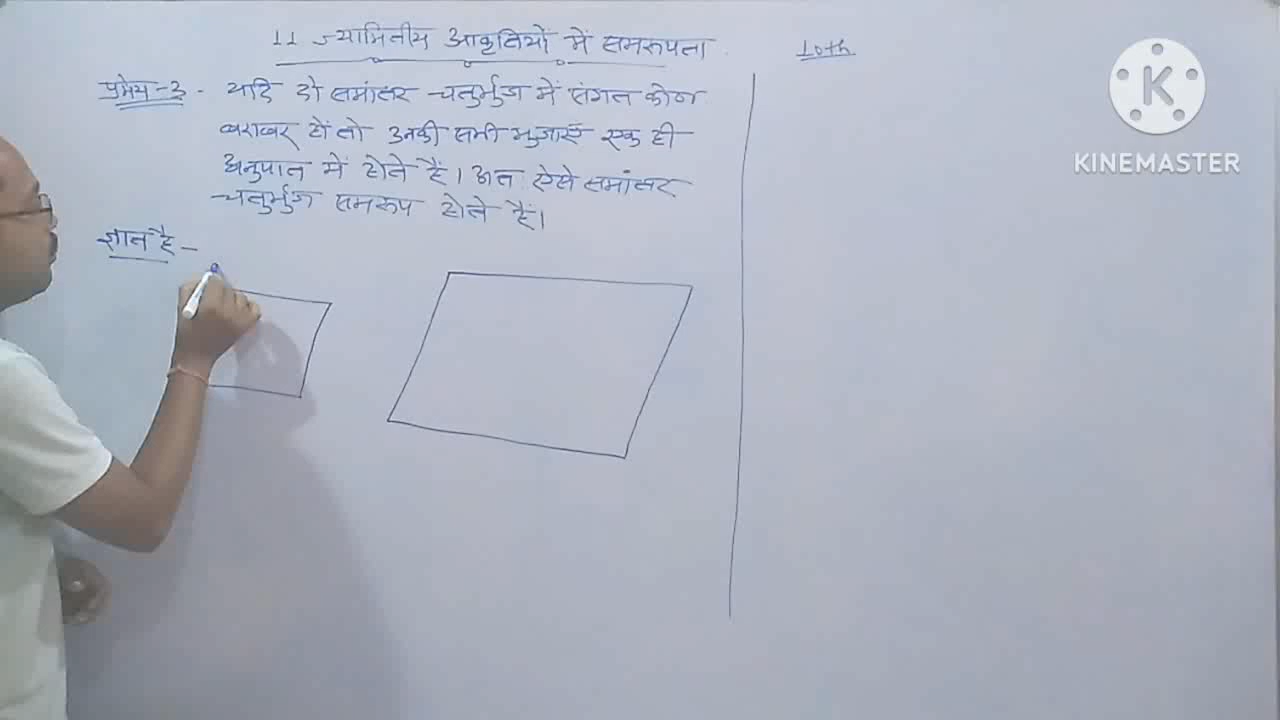 11 ज्यामितीय आकृतियों में समरूपता
10th
प्रमेय-3 - यदि दो समांतर चतुर्भुज में संगत कोण
बराबर हों तो उनकी सभी भुजाएँ एक ही
अनुपात में होते हैं। अत: ऐसे समांतर
चतुर्भुज समरूप होते हैं।
ज्ञात है -
K
KINEMASTER